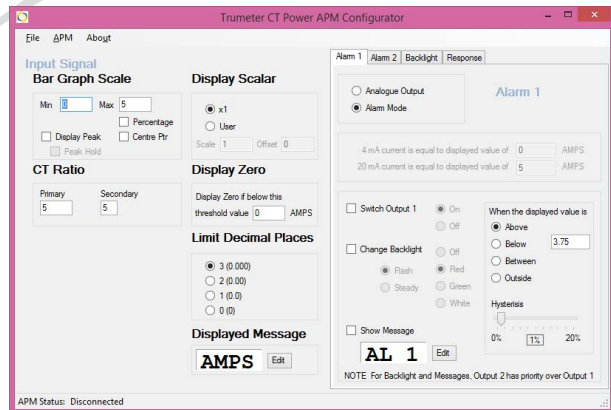 Trumeter CT Power APM Configurator
File APM About
Input Signal
Bar Graph Scale
Min 0 Max 5
Percentage
Display Peak Centre Ptr
Peak Hold
CT Ratio
Primary Secondary
5 5
Display Scalar
x1
User
Scale 1 Offset 0
Display Zero
Display Zero if below this
threshold value 0 AMPS
Limit Decimal Places
3 (0.000)
2 (0.00)
1 (0.0)
0 (0)
Displayed Message
AMPS Edit
Alarm 1 Alarm 2 Backlight Response
Analogue Output
Alarm Mode
Alarm 1
4 mA current is equal to displayed value of 0 AMPS
20 mA current is equal to displayed value of 5 AMPS
Switch Output 1 On
Off
Change Backlight Off
Flash Red
Steady Green
White
Show Message
AL 1 Edit
When the displayed value is
Above
Below 3.75
Between
Outside
Hysterisis
0% 1% 20%
NOTE For Backlight and Messages, Output 2 has priority over Output 1
APM Status: Disconnected